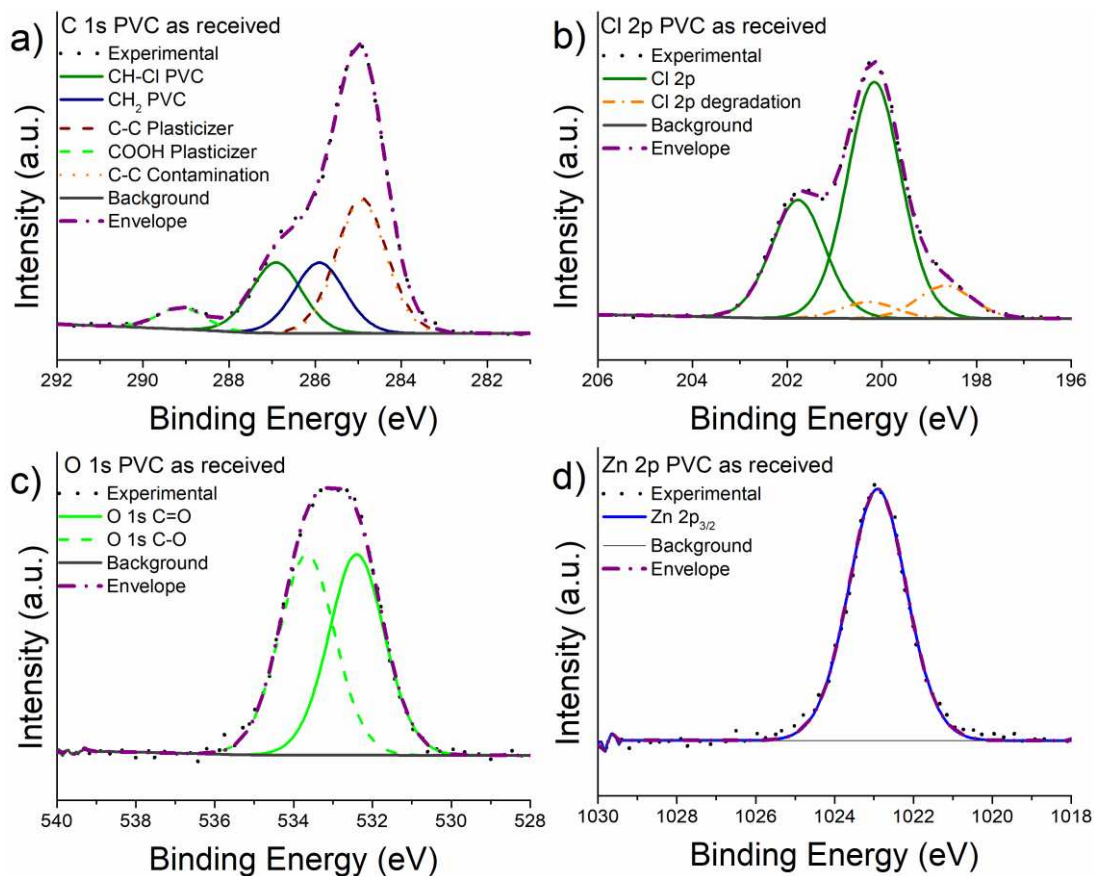 a)
C 1s PVC as received
Experimental
CH-Cl PVC
CH₂ PVC
C-C Plasticizer
COOH Plasticizer
C-C Contamination
Background
Envelope
Intensity (a.u.)
292 290 288 286 284 282
Binding Energy (eV)
b)
Cl 2p PVC as received
Experimental
Cl 2p
Cl 2p degradation
Background
Envelope
Intensity (a.u.)
206 204 202 200 198 196
Binding Energy (eV)
c)
O 1s PVC as received
Experimental
O 1s C=O
O 1s C-O
Background
Envelope
Intensity (a.u.)
540 538 536 534 532 530 528
Binding Energy (eV)
d)
Zn 2p PVC as received
Experimental
Zn 2p₃/₂
Background
Envelope
Intensity (a.u.)
1030 1028 1026 1024 1022 1020 1018
Binding Energy (eV)